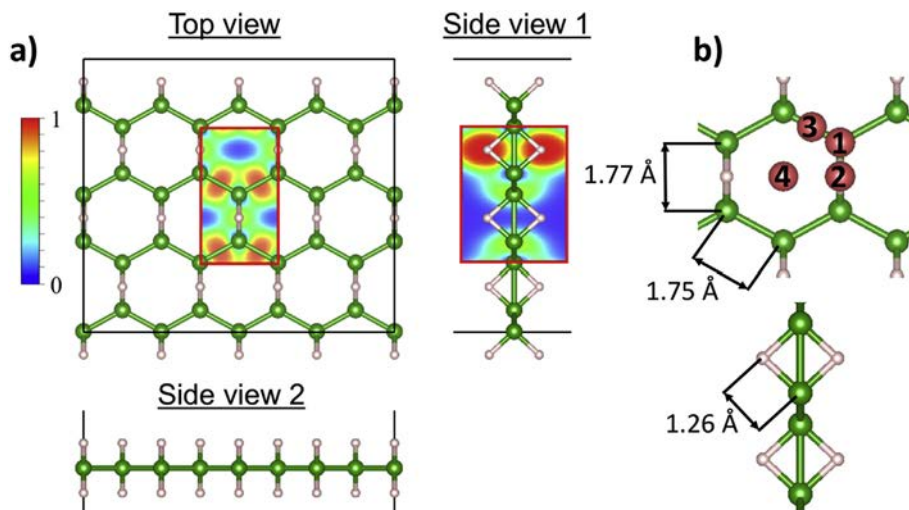 Top view
Side view 1
a)
b)
1
0
3
1
4
2
1.77 Å
1.75 Å
Side view 2
1.26 Å